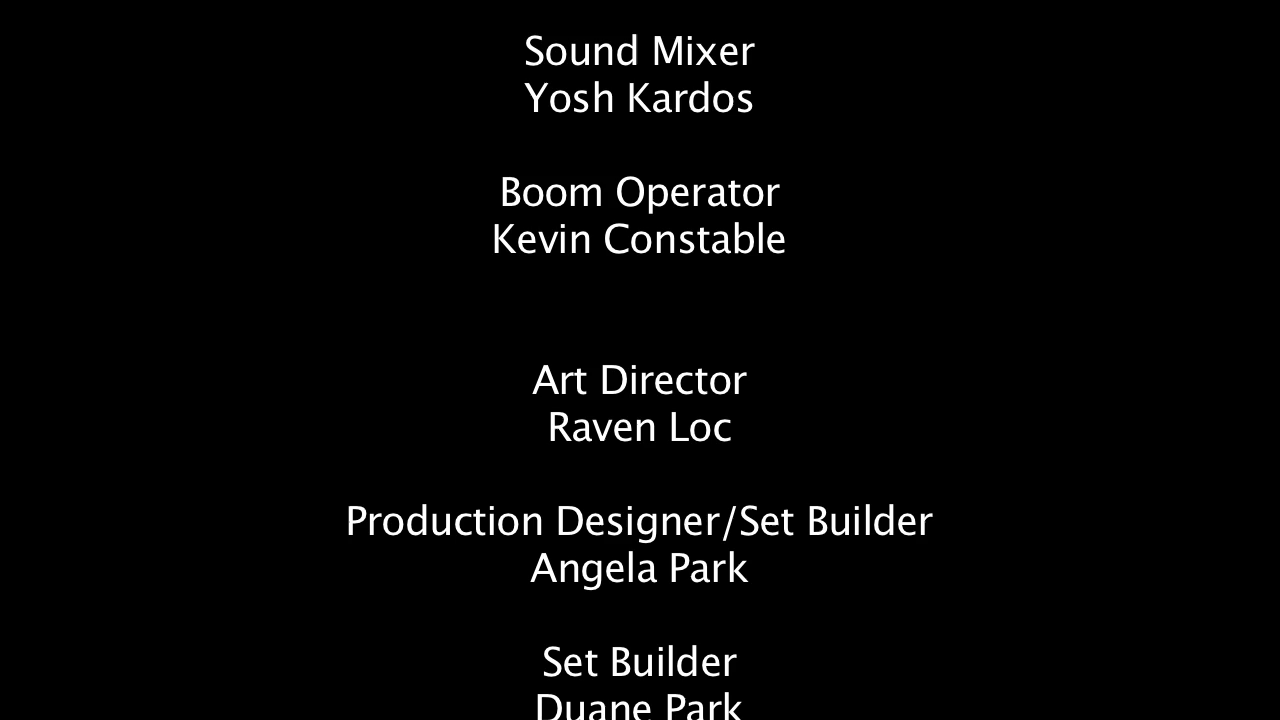 Sound Mixer
Yosh Kardos
Boom Operator
Kevin Constable
Art Director
Raven Loc
Production Designer/Set Builder
Angela Park
Set Builder
Duane Park